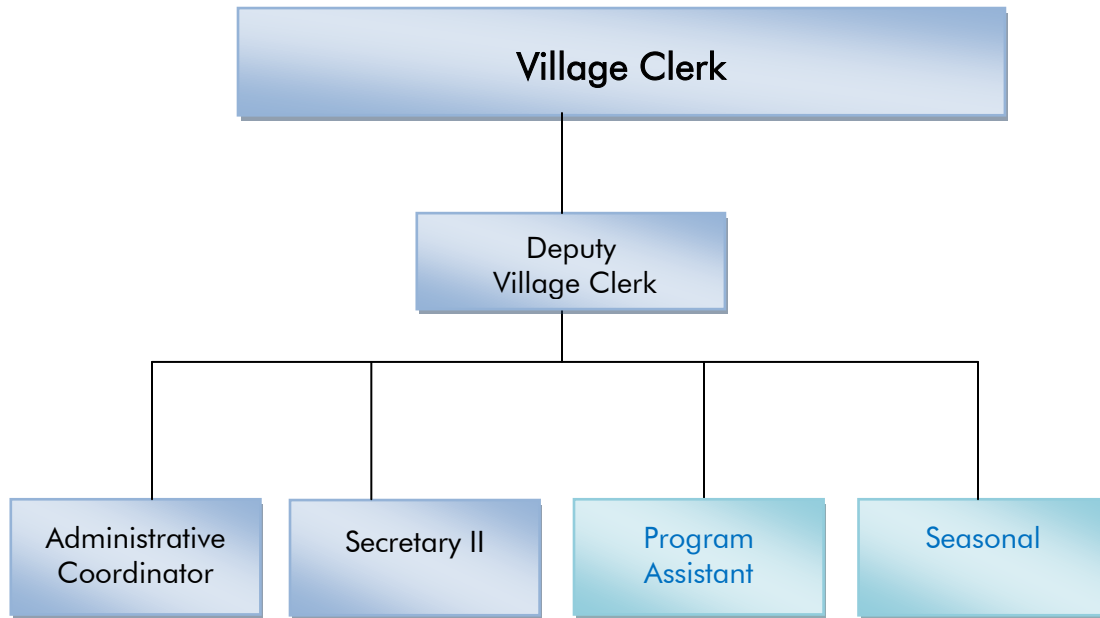 Village Clerk
Deputy
Village Clerk
Administrative
Coordinator
Secretary II
Program
Assistant
Seasonal